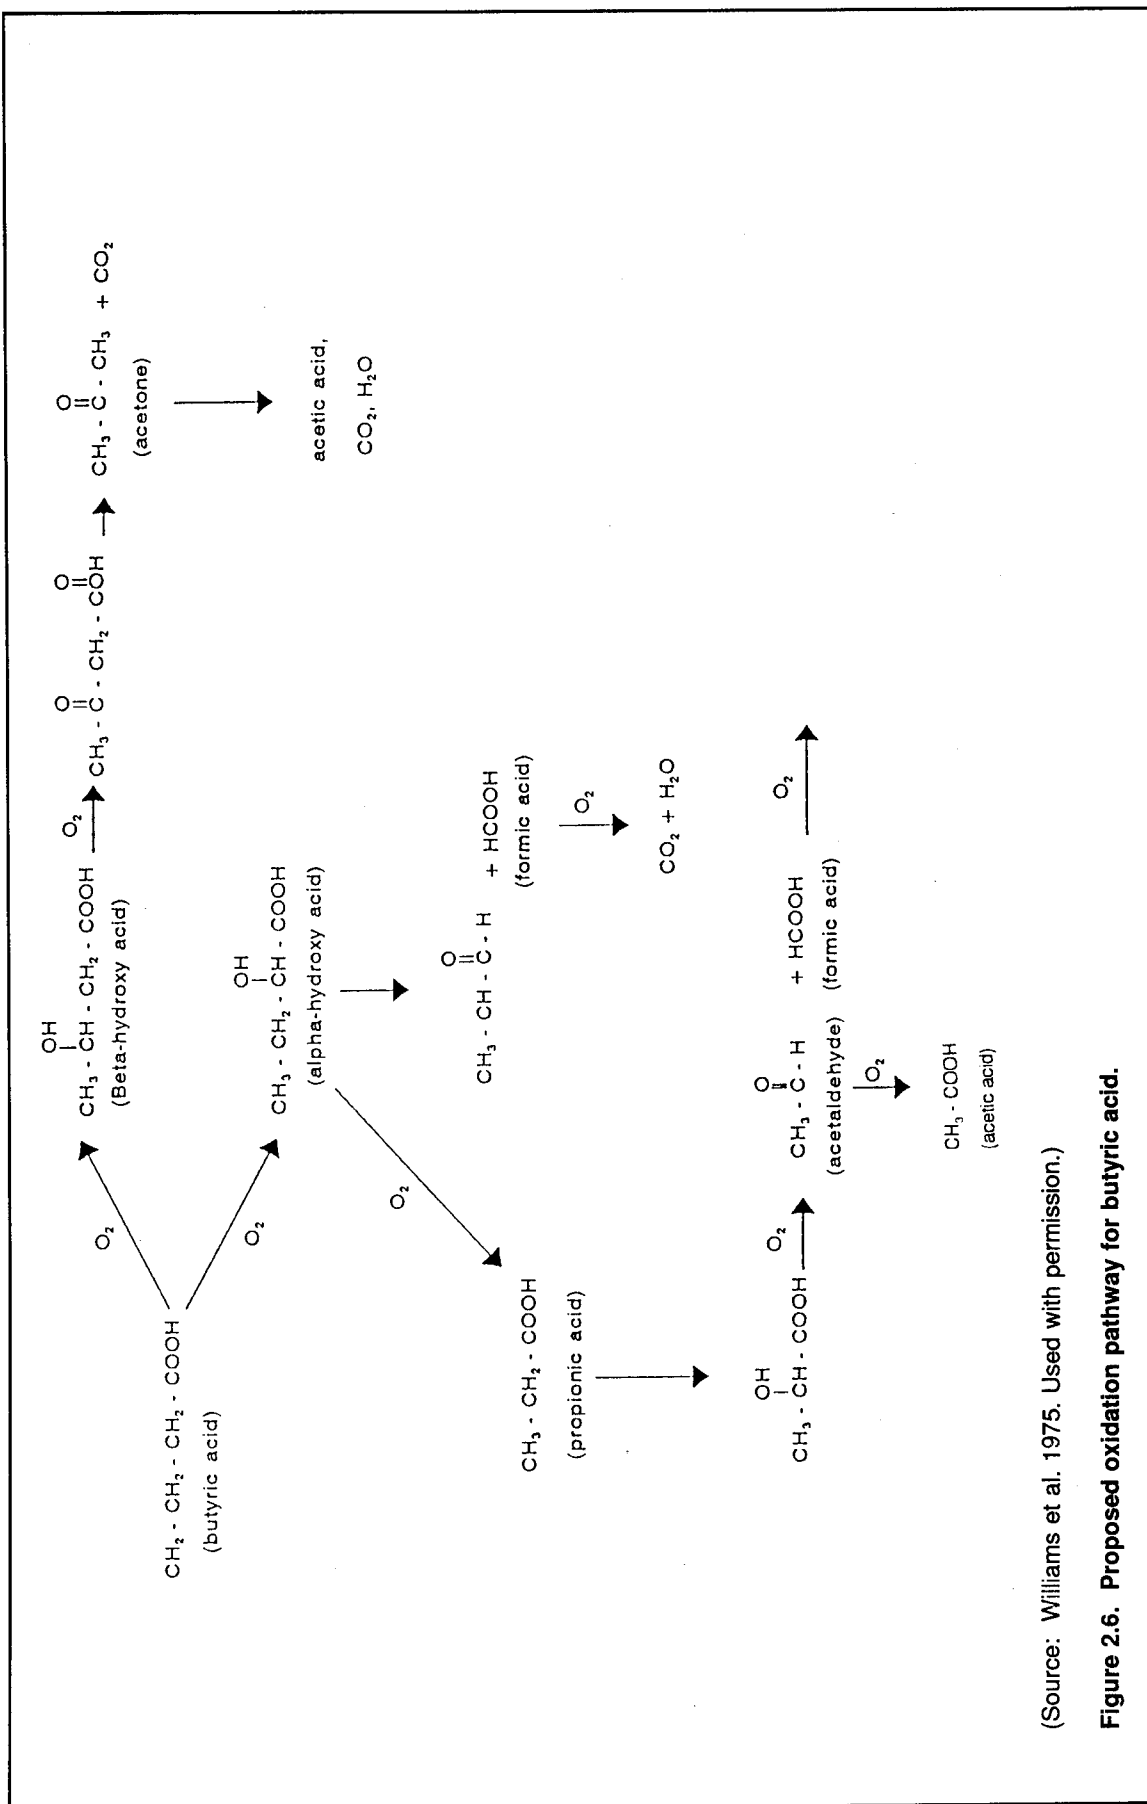 OH
CH₃ - CH - CH₂ - COOH
(Beta-hydroxy acid)
O₂
O O
CH₃ - C - CH₂ - COH
O
CH₃ - C - CH₃ + CO₂
(acetone)
acetic acid,
CO₂, H₂O
O₂
CH₂ - CH₂ - CH₂ - COOH
(butyric acid)
O₂
OH
CH₃ - CH₂ - CH - COOH
(alpha-hydroxy acid)
O₂
O
CH₃ - CH - C - H + HCOOH
(formic acid)
O₂
CO₂ + H₂O
CH₃ - CH₂ - COOH
(propionic acid)
OH
CH₃ - CH - COOH
O₂
O
CH₃ - C - H + HCOOH
(acetaldehyde) (formic acid)
O₂
O₂
CH₃ - COOH
(acetic acid)
(Source: Williams et al. 1975. Used with permission.)
Figure 2.6. Proposed oxidation pathway for butyric acid.